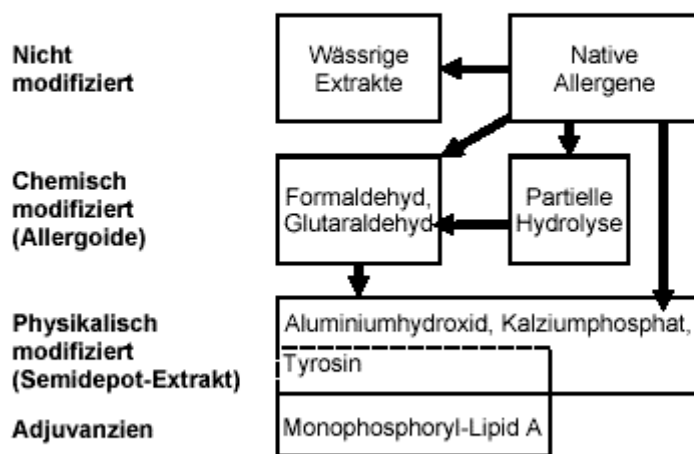 Nicht
modifiziert
Wässrige
Extrakte
Native
Allergene
Chemisch
modifiziert
(Allergoide)
Formaldehyd,
Glutaraldehyd
Partielle
Hydrolyse
Physikalisch
modifiziert
(Semidepot-Extrakt)
Aluminiumhydroxid, Kalziumphosphat,
Tyrosin
Adjuvanzien
Monophosphoryl-Lipid A